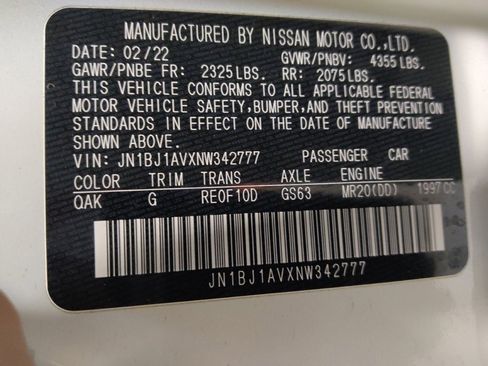 MANUFACTURED BY NISSAN MOTOR CO.,LTD.
DATE: 02/22 GVWR/PNBV: 4355 LBS.
GAWR/PNBE FR: 2325 LBS. RR: 2075 LBS.
THIS VEHICLE CONFORMS TO ALL APPLICABLE FEDERAL
MOTOR VEHICLE SAFETY, BUMPER, AND THEFT PREVENTION
STANDARDS IN EFFECT ON THE DATE OF MANUFACTURE
SHOWN ABOVE.
VIN: JN1BJ1AVXNW342777 PASSENGER CAR
COLOR TRIM TRANS AXLE ENGINE
QAK G RE0F10D GS63 MR20(DD) 1997 CC
JN1BJ1AVXNW342777